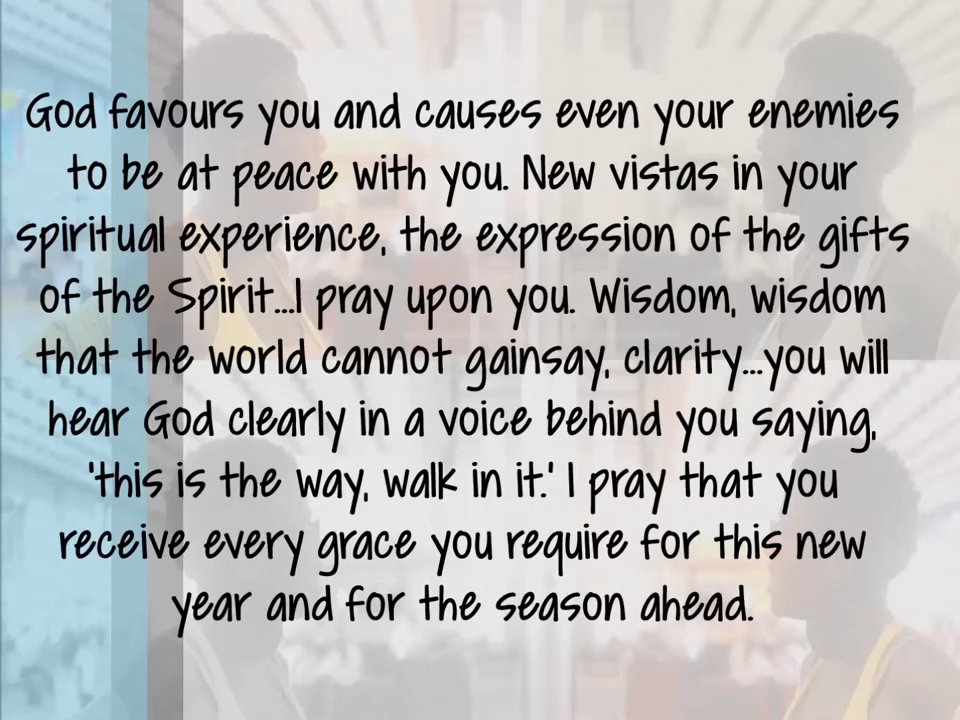 God favours you and causes even your enemies
to be at peace with you. New vistas in your
spiritual experience, the expression of the gifts
of the Spirit...I pray upon you. Wisdom, wisdom
that the world cannot gainsay, clarity...you will
hear God clearly in a voice behind you saying,
'this is the way, walk in it.' I pray that you
receive every grace you require for this new
year and for the season ahead.